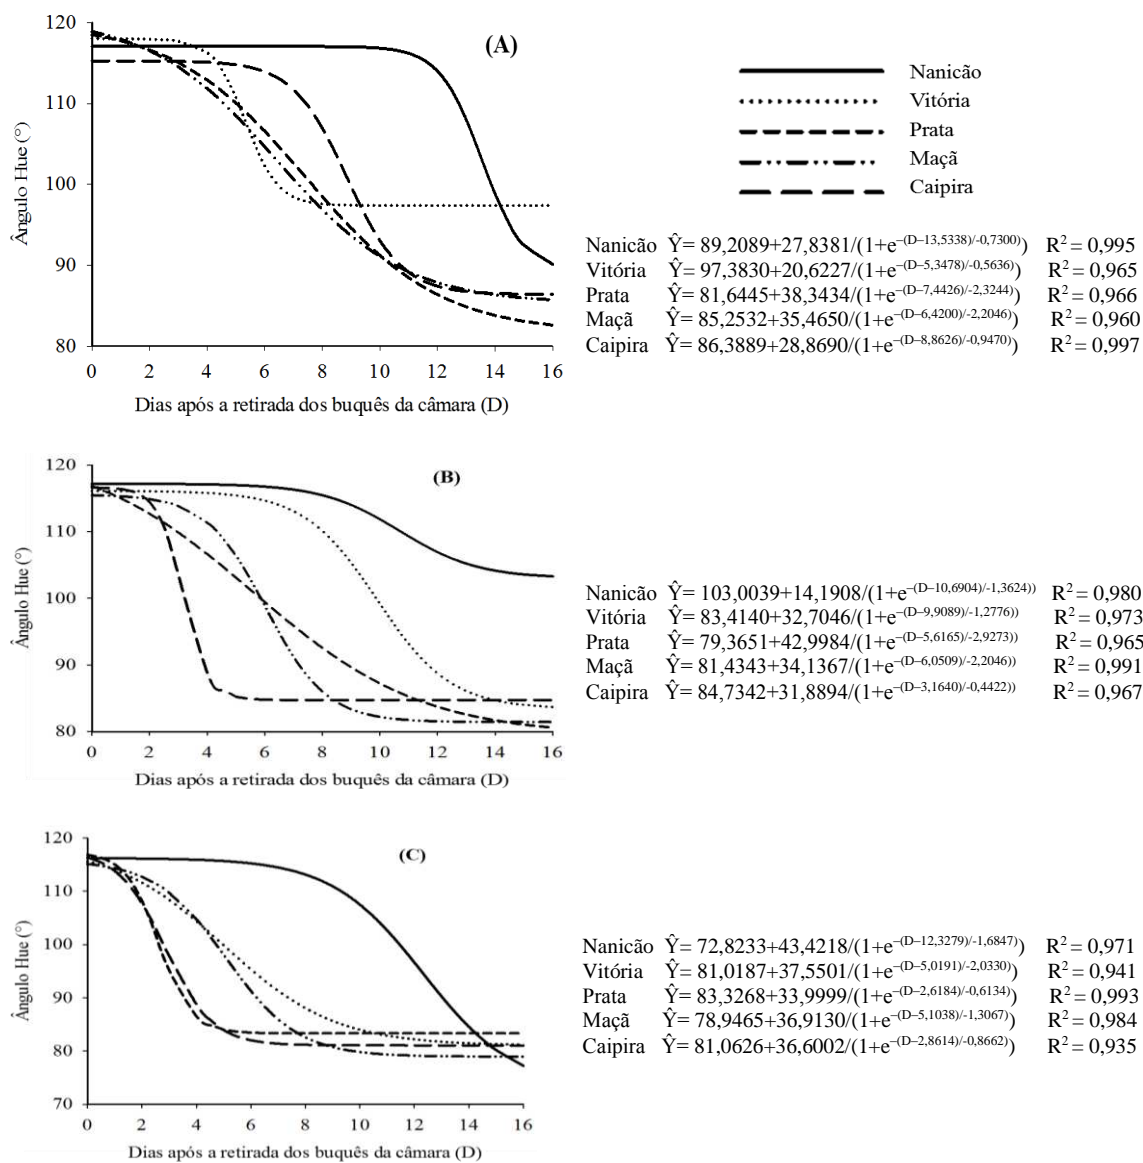 120
110
100
90
80
Ângulo Hue (°)
(A)
0 2 4 6 8 10 12 14 16
Dias após a retirada dos buquês da câmara (D)
Nanicão
Vitória
Prata
Maçã
Caipira
Nanicão Ŷ= 89,2089+27,8381/(1+e^–(D–13,5338)/-0,7300)) R² = 0,995
Vitória Ŷ= 97,3830+20,6227/(1+e^–(D–5,3478)/-0,5636) R² = 0,965
Prata Ŷ= 81,6445+38,3434/(1+e^–(D–7,4426)/-2,3244) R² = 0,966
Maçã Ŷ= 85,2532+35,4650/(1+e^–(D–6,4200)/-2,2046) R² = 0,960
Caipira Ŷ= 86,3889+28,8690/(1+e^–(D–8,8626)/-0,9470) R² = 0,997
120
110
100
90
80
Ângulo Hue (°)
(B)
0 2 4 6 8 10 12 14 16
Dias após a retirada dos buquês da câmara (D)
Nanicão Ŷ= 103,0039+14,1908/(1+e^–(D–10,6904)/-1,3624)) R² = 0,980
Vitória Ŷ= 83,4140+32,7046/(1+e^–(D–9,9089)/-1,2776)) R² = 0,973
Prata Ŷ= 79,3651+42,9984/(1+e^–(D–5,6165)/-2,9273)) R² = 0,965
Maçã Ŷ= 81,4343+34,1367/(1+e^–(D–6,0509)/-2,2046)) R² = 0,991
Caipira Ŷ= 84,7342+31,8894/(1+e^–(D–3,1640)/-0,4422)) R² = 0,967
120
110
100
90
80
70
Ângulo Hue (°)
(C)
0 2 4 6 8 10 12 14 16
Dias após a retirada dos buquês da câmara (D)
Nanicão Ŷ= 72,8233+43,4218/(1+e^–(D–12,3279)/-1,6847) R² = 0,971
Vitória Ŷ= 81,0187+37,5501/(1+e^–(D–5,0191)/-2,0330) R² = 0,941
Prata Ŷ= 83,3268+33,9999/(1+e^–(D–2,6184)/-0,6134) R² = 0,993
Maçã Ŷ= 78,9465+36,9130/(1+e^–(D–5,1038)/-1,3067) R² = 0,984
Caipira Ŷ= 81,0626+36,6002/(1+e^–(D–2,8614)/-0,8662) R² = 0,935